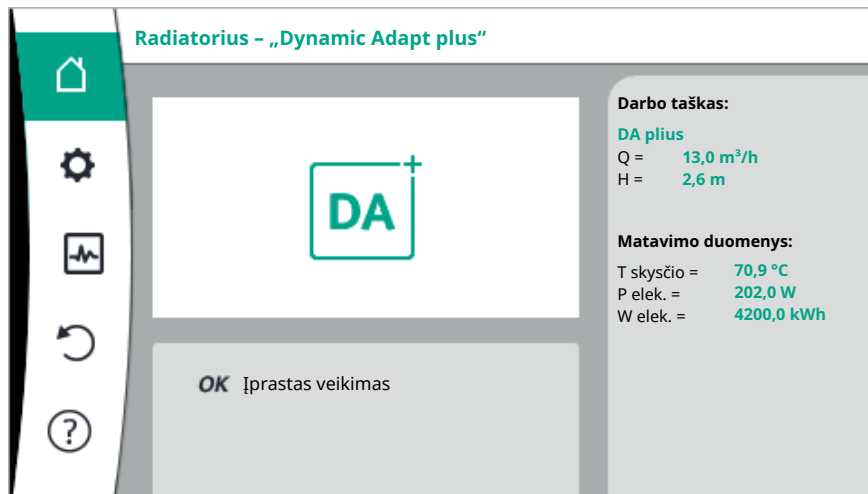 Radiatorius – „Dynamic Adapt plus“
DA+
Darbo taškas:
DA plius
Q = 13,0 m³/h
H = 2,6 m
Matavimo duomenys:
T skysčio = 70,9 °C
P elek. = 202,0 W
W elek. = 4200,0 kWh
OK Įprastas veikimas
?